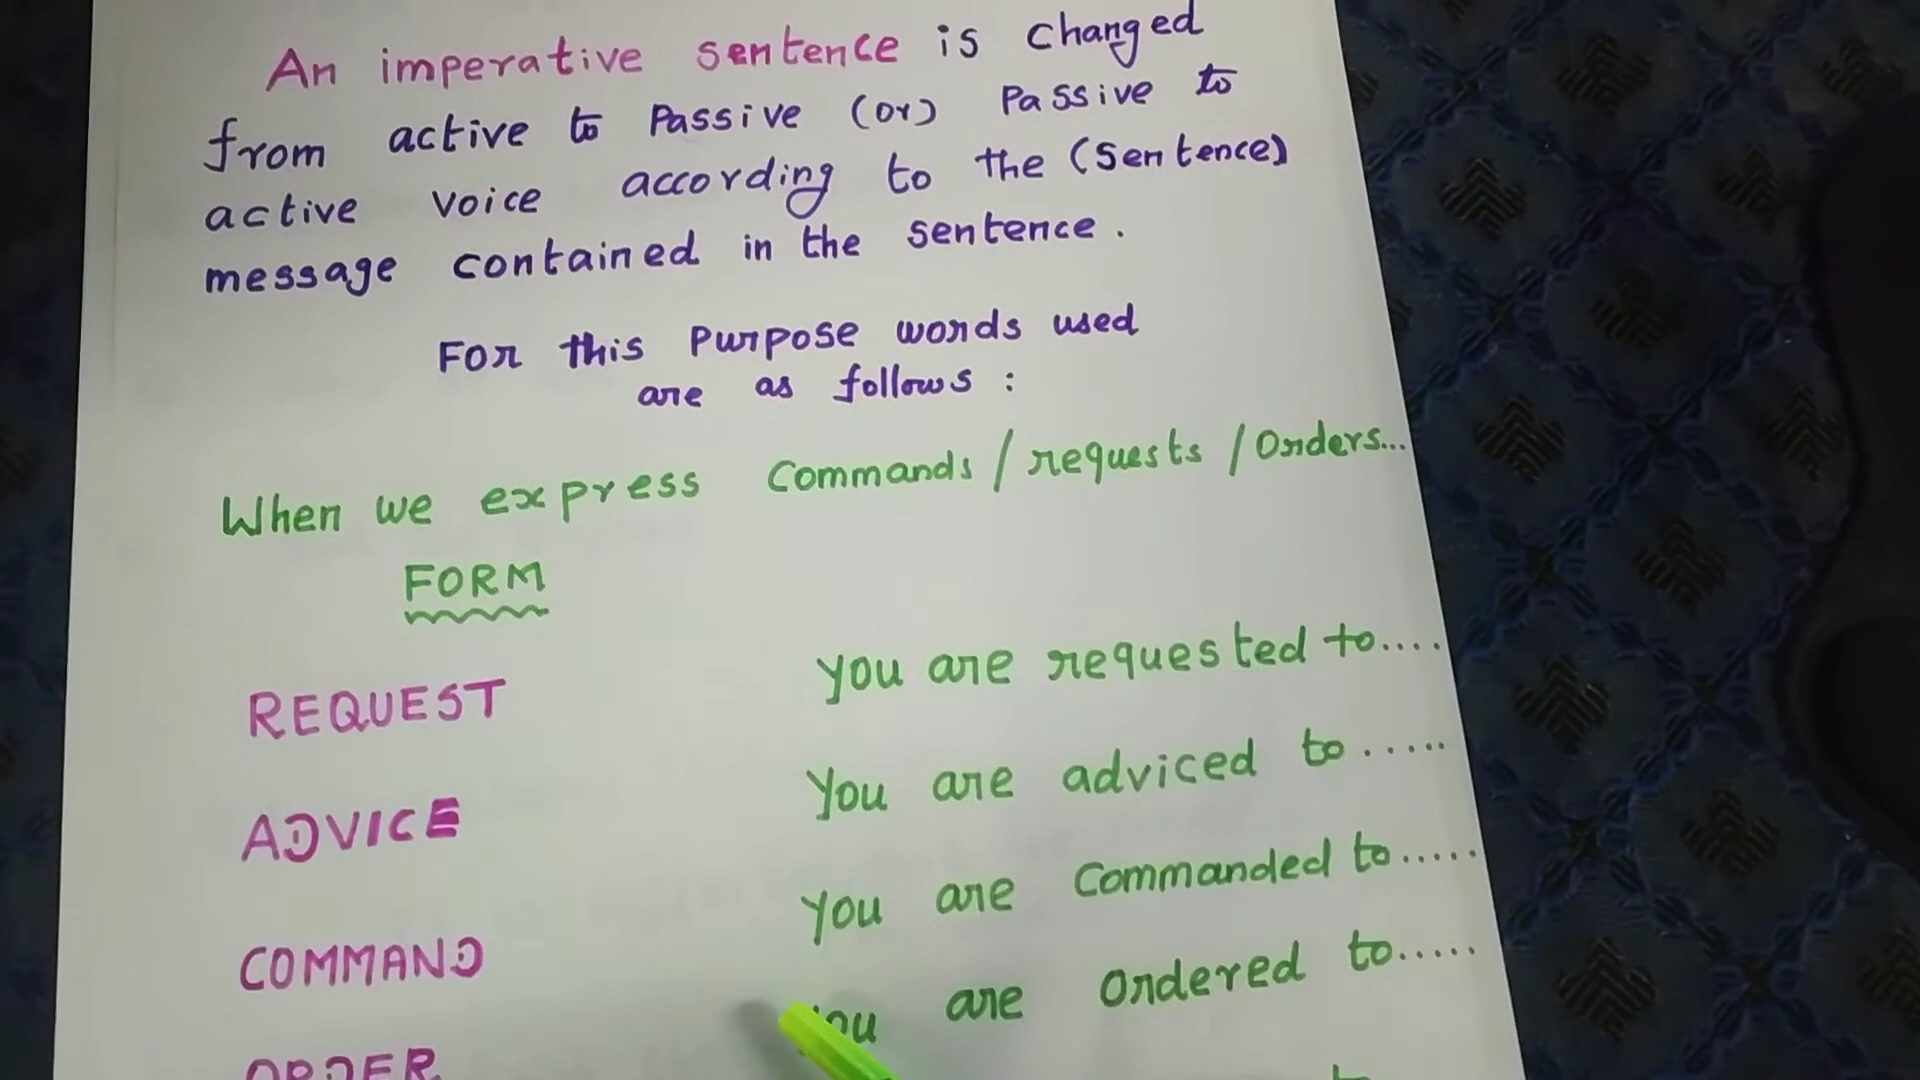 An imperative sentence is changed
from active to Passive (or) Passive to
active voice according to the (Sentence)
message contained in the sentence.
For this Purpose words used
are as follows :
When we express Commands / requests / Orders...
FORM
REQUEST you are requested to....
ADVICE You are adviced to .....
COMMAND you are Commanded to.....
ORDER you are Ordered to.....